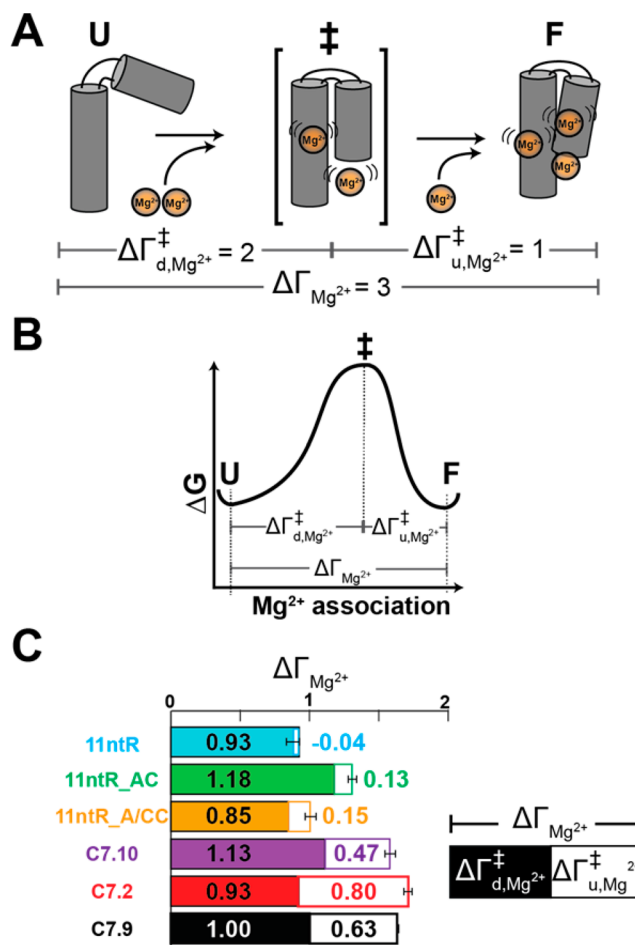 A
U
‡
F
Mg2+
Mg2+ Mg2+
Mg2+
Mg2+
Mg2+
Mg2+
Mg2+
ΔΓ‡d,Mg2+ = 2
ΔΓ‡u,Mg2+ = 1
ΔΓMg2+ = 3
B
‡
U
F
ΔG
ΔΓ‡d,Mg2+
ΔΓ‡u,Mg2+
ΔΓMg2+
Mg2+ association
C
ΔΓMg2+
0 1 2
11ntR 0.93 -0.04
11ntR_AC 1.18 0.13
11ntR_A/CC 0.85 0.15
C7.10 1.13 0.47
C7.2 0.93 0.80
C7.9 1.00 0.63
ΔΓMg2+
ΔΓ‡d,Mg2+ ΔΓ‡u,Mg2